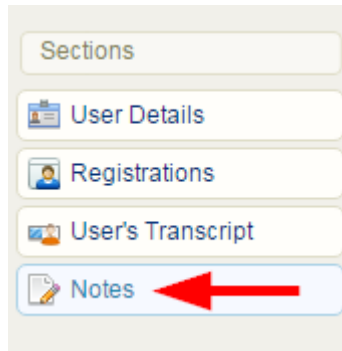 Sections
User Details
Registrations
User's Transcript
Notes